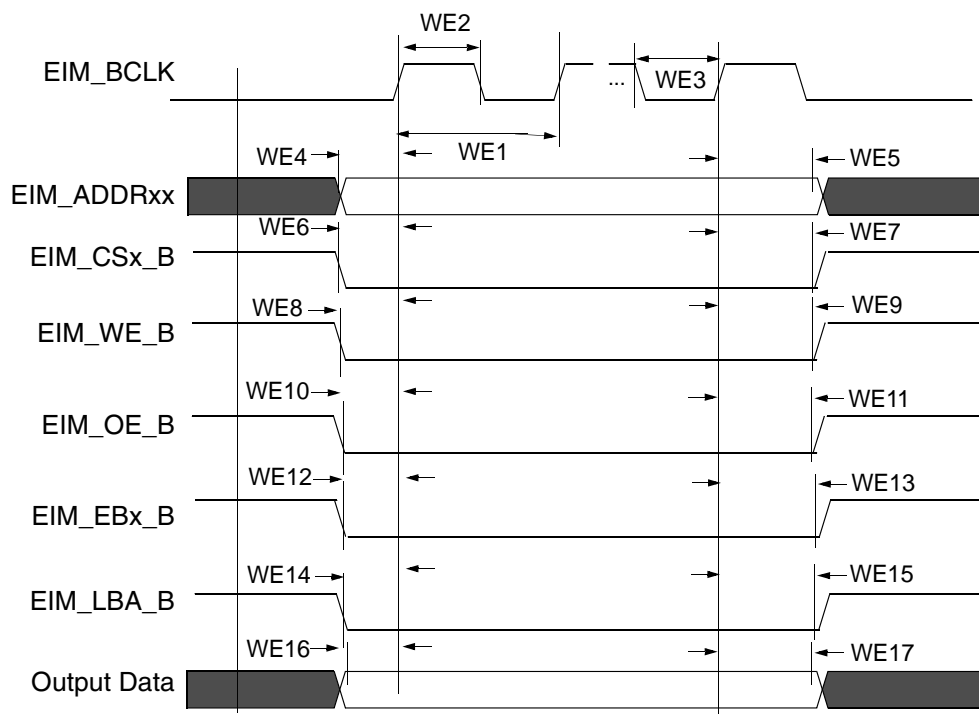 WE2
EIM_BCLK
...
WE3
WE1
WE4
WE5
EIM_ADDRxx
WE6
WE7
EIM_CSx_B
WE8
WE9
EIM_WE_B
WE10
WE11
EIM_OE_B
WE12
WE13
EIM_EBx_B
WE14
WE15
EIM_LBA_B
WE16
WE17
Output Data